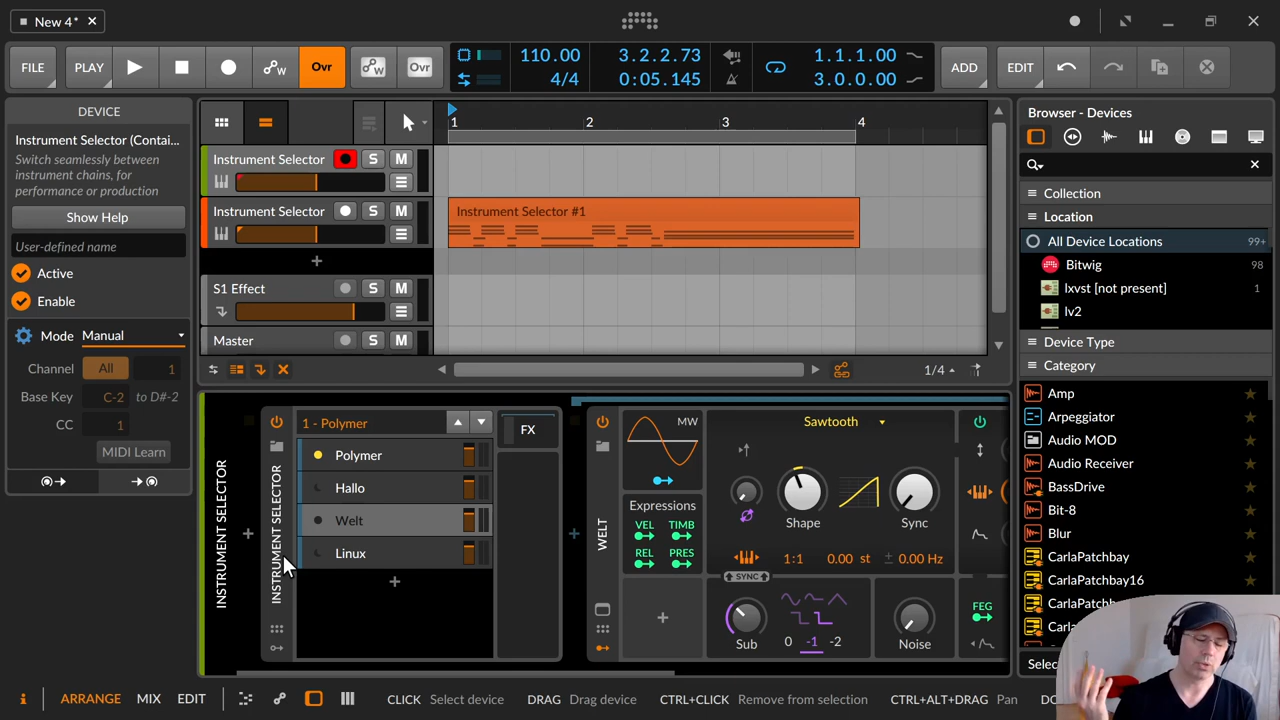 New 4*
FILE
PLAY
Ovr
Ovr
110.00
4/4
3.2.2.73
0:05.145
1.1.1.00
3.0.0.00
ADD
EDIT
DEVICE
Instrument Selector (Contai...
Switch seamlessly between
instrument chains, for
performance or production
Show Help
User-defined name
Active
Enable
Mode Manual
Channel All 1
Base Key C-2 to D#-2
CC 1
MIDI Learn
1 2 3 4
Instrument Selector S M
Instrument Selector S M
Instrument Selector #1
+
S1 Effect S M
Master S M
1/4
INSTRUMENT SELECTOR
INSTRUMENT SELECTOR
1 - Polymer
Polymer
Hallo
Welt
Linux
+
FX
WELT
MW
Expressions
VEL TIMB
REL PRES
Sawtooth
Shape
Sync
1:1 0.00 st ± 0.00 Hz
SYNC
Sub
0 -1 -2
Noise
FEG
Browser - Devices
Collection
Location
All Device Locations 99+
Bitwig 98
lxvst [not present] 1
lv2
Device Type
Category
Amp
Arpeggiator
Audio MOD
Audio Receiver
BassDrive
Bit-8
Blur
CarlaPatchbay
CarlaPatchbay16
i ARRANGE MIX EDIT
CLICK Select device DRAG Drag device CTRL+CLICK Remove from selection CTRL+ALT+DRAG Pan